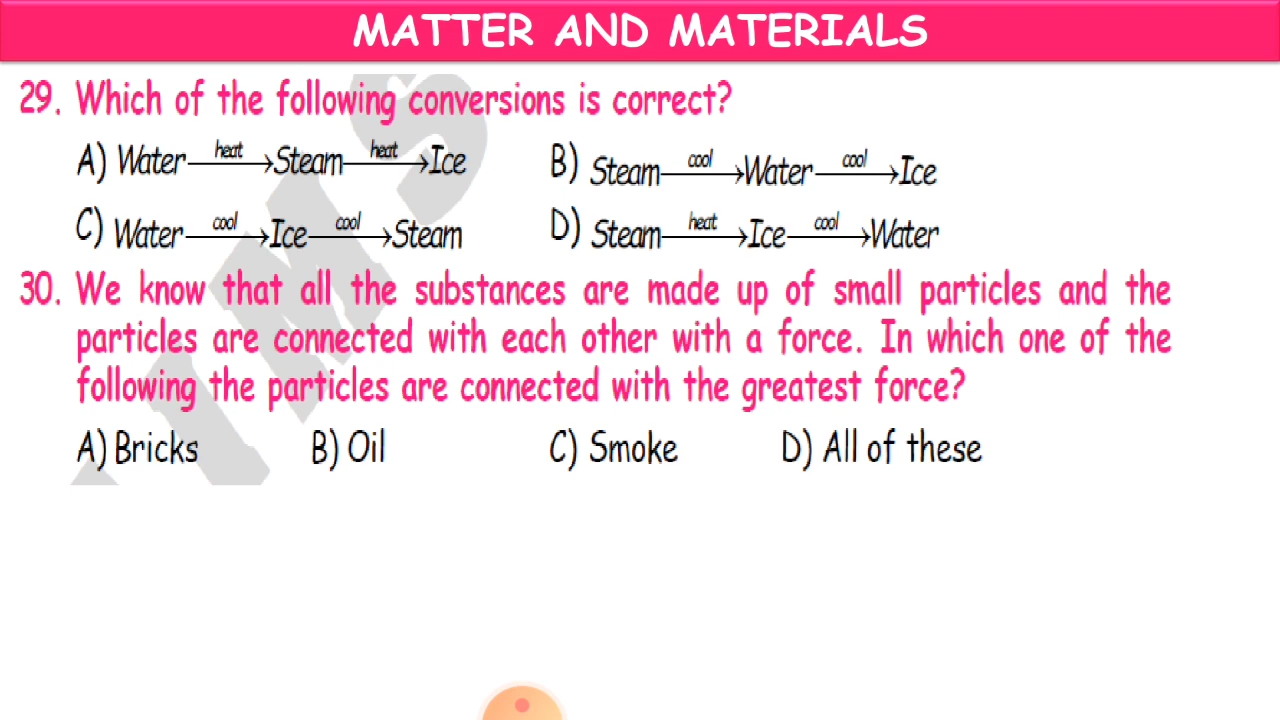 MATTER AND MATERIALS
29. Which of the following conversions is correct?
A) Water —heat→ Steam —heat→ Ice B) Steam —cool→ Water —cool→ Ice
C) Water —cool→ Ice —cool→ Steam D) Steam —heat→ Ice —cool→ Water
30. We know that all the substances are made up of small particles and the
particles are connected with each other with a force. In which one of the
following the particles are connected with the greatest force?
A) Bricks B) Oil C) Smoke D) All of these